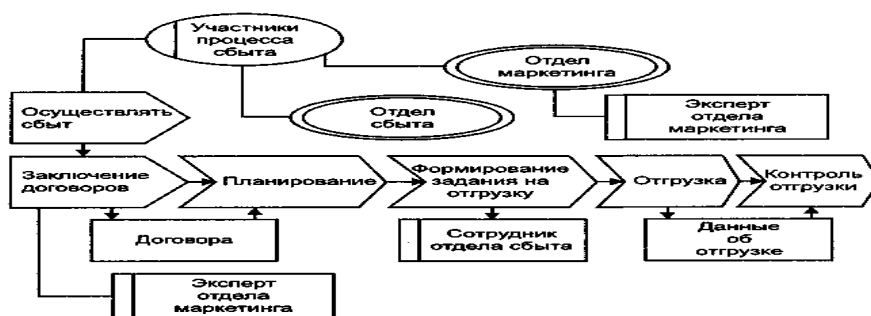 Участники
процесса
сбыта
Отдел
маркетинга
Осуществлять
сбыт
Отдел
сбыта
Эксперт
отдела
маркетинга
Заключение
договоров
Планирование
Формирование
задания на
отгрузку
Отгрузка
Контроль
отгрузки
Договора
Сотрудник
отдела сбыта
Данные
об
отгрузке
Эксперт
отдела
маркетинга